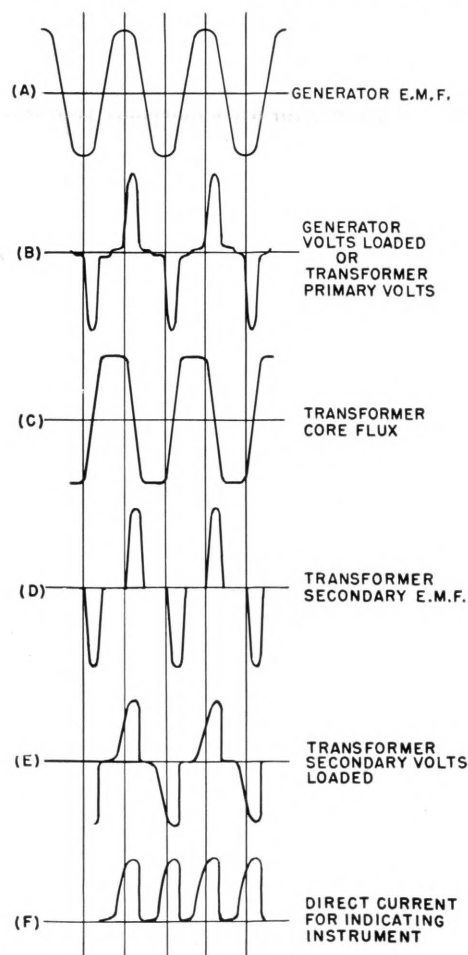 (A) GENERATOR E.M.F.
(B) GENERATOR
VOLTS LOADED
OR
TRANSFORMER
PRIMARY VOLTS
(C) TRANSFORMER
CORE FLUX
(D) TRANSFORMER
SECONDARY E.M.F.
(E) TRANSFORMER
SECONDARY VOLTS
LOADED
(F) DIRECT CURRENT
FOR INDICATING
INSTRUMENT